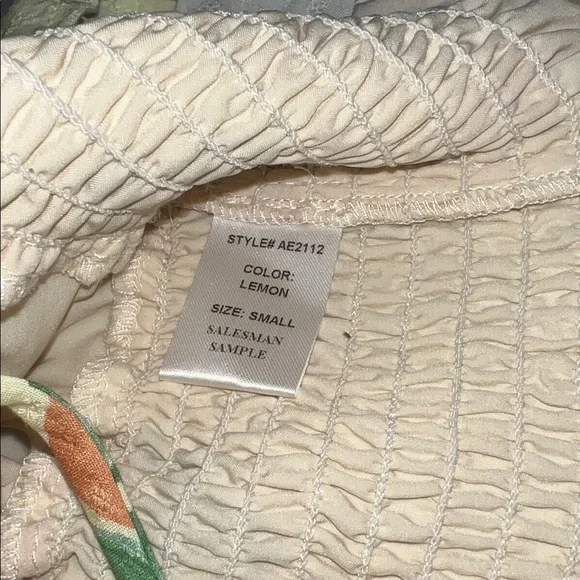 STYLE# AE2112
COLOR:
LEMON
SIZE: SMALL
SALESMAN
SAMPLE